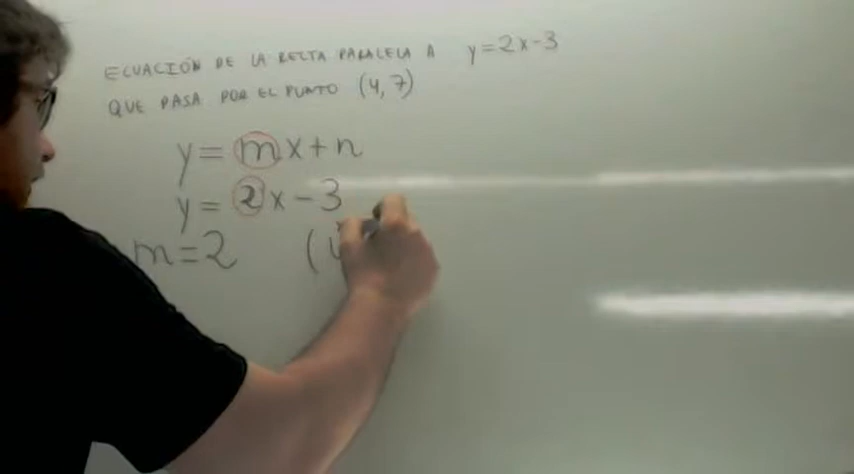 ECUACIÓN DE LA RECTA PARALELA A y=2x-3
QUE PASA POR EL PUNTO (4,7)
y=mx+n
y=2x-3
m=2 (